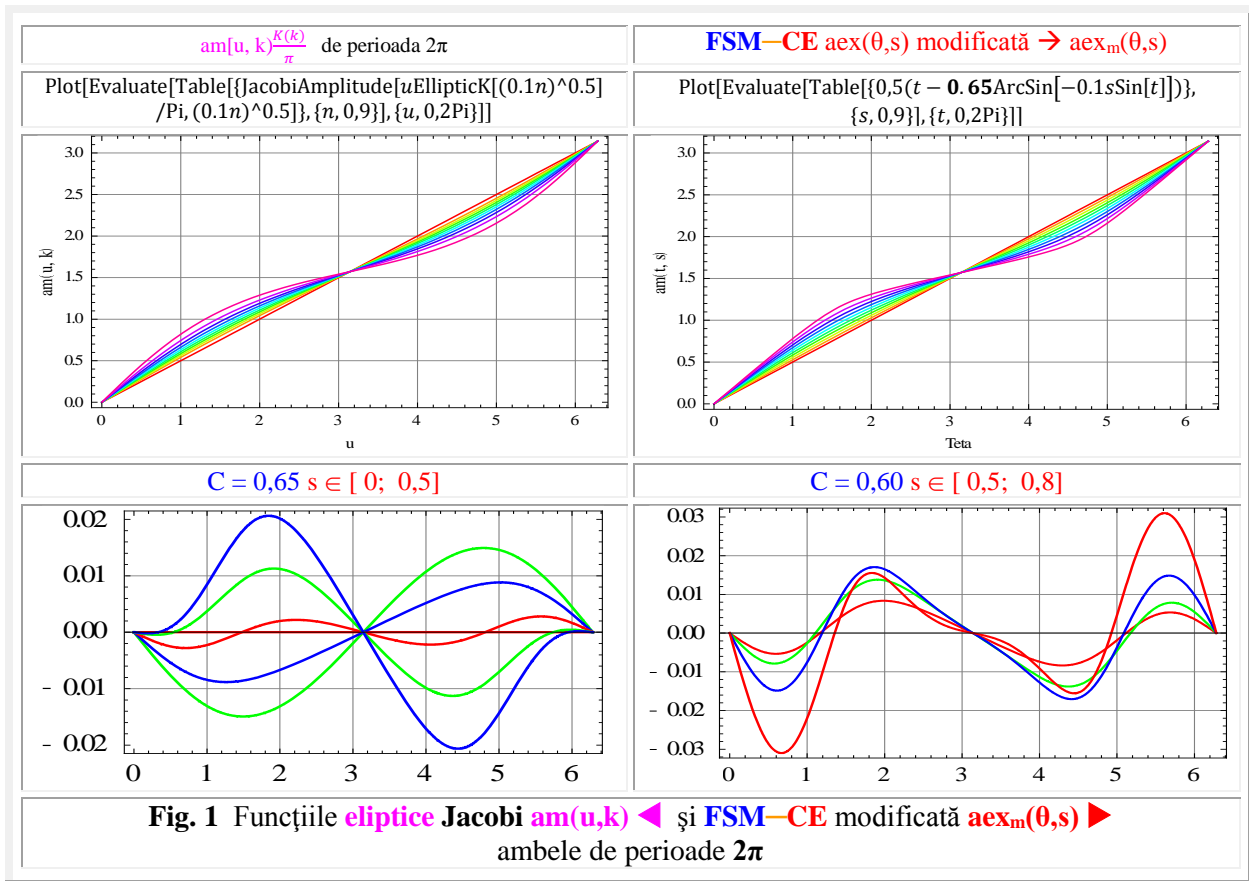 am[u, k) K(k)/π de perioada 2π
FSM—CE aex(θ,s) modificată → aexm(θ,s)
Plot[Evaluate[Table[{JacobiAmplitude[uEllipticK[(0.1n)^0.5]
/Pi, (0.1n)^0.5]}, {n, 0,9}], {u, 0,2Pi}]]
Plot[Evaluate[Table[{0,5(t − 0.65ArcSin[−0.1sSin[t]])},
{s, 0,9}], {t, 0,2Pi}]]
3.0
2.5
2.0
1.5
1.0
0.5
0.0
am(u, k)
0 1 2 3 4 5 6
u
3.0
2.5
2.0
1.5
1.0
0.5
0.0
am(t, s)
0 1 2 3 4 5 6
Teta
C = 0,65 s ∈ [ 0; 0,5]
C = 0,60 s ∈ [ 0,5; 0,8]
0.02
0.01
0.00
- 0.01
- 0.02
0 1 2 3 4 5 6
0.03
0.02
0.01
0.00
- 0.01
- 0.02
- 0.03
0 1 2 3 4 5 6
Fig. 1 Funcţiile eliptice Jacobi am(u,k) ◄ şi FSM—CE modificată aexm(θ,s) ►
ambele de perioade 2π